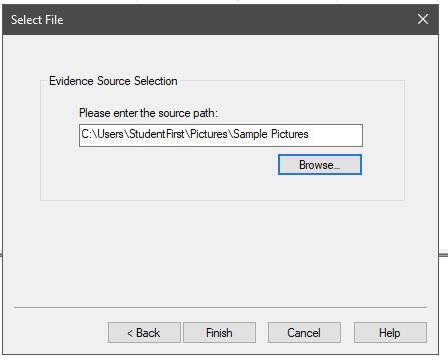 Select File
Evidence Source Selection
Please enter the source path:
C:\Users\StudentFirst\Pictures\Sample Pictures
Browse...
< Back
Finish
Cancel
Help